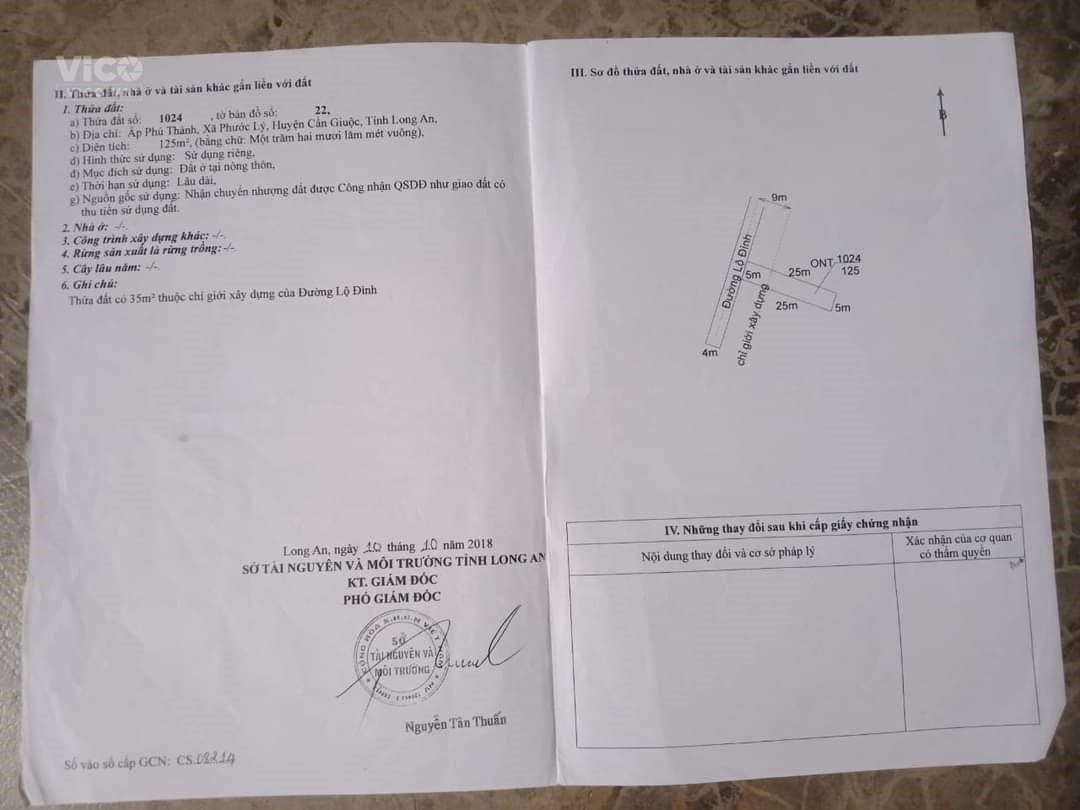 VICO
II. Thửa đất, nhà ở và tài sản khác gắn liền với đất
1. Thửa đất:
a) Thửa đất số: 1024 , tờ bản đồ số: 22,
b) Địa chỉ: Ấp Phú Thành, Xã Phước Lý, Huyện Cần Giuộc, Tỉnh Long An,
c) Diện tích: 125m², (bằng chữ: Một trăm hai mươi lăm mét vuông),
d) Hình thức sử dụng: Sử dụng riêng,
đ) Mục đích sử dụng: Đất ở tại nông thôn,
e) Thời hạn sử dụng: Lâu dài,
g) Nguồn gốc sử dụng: Nhận chuyển nhượng đất được Công nhận QSDĐ như giao đất có
thu tiền sử dụng đất.
2. Nhà ở: -/-.
3. Công trình xây dựng khác: -/-.
4. Rừng sản xuất là rừng trồng: -/-.
5. Cây lâu năm: -/-.
6. Ghi chú:
Thửa đất có 35m² thuộc chỉ giới xây dựng của Đường Lộ Đình
Long An, ngày 10 tháng 10 năm 2018
SỞ TÀI NGUYÊN VÀ MÔI TRƯỜNG TỈNH LONG AN
KT. GIÁM ĐỐC
PHÓ GIÁM ĐỐC
CỘNG HÒA X.H.C.N VIỆT NAM
SỞ
TÀI NGUYÊN VÀ
MÔI TRƯỜNG
TỈNH LONG AN
Nguyễn Tân Thuấn
Số vào sổ cấp GCN: CS
III. Sơ đồ thửa đất, nhà ở và tài sản khác gắn liền với đất
B
9m
Đường Lộ Đình
5m
25m
ONT 1024
125
25m
5m
chỉ giới xây dựng
4m
IV. Những thay đổi sau khi cấp giấy chứng nhận
Nội dung thay đổi và cơ sở pháp lý
Xác nhận của cơ quan
có thẩm quyền